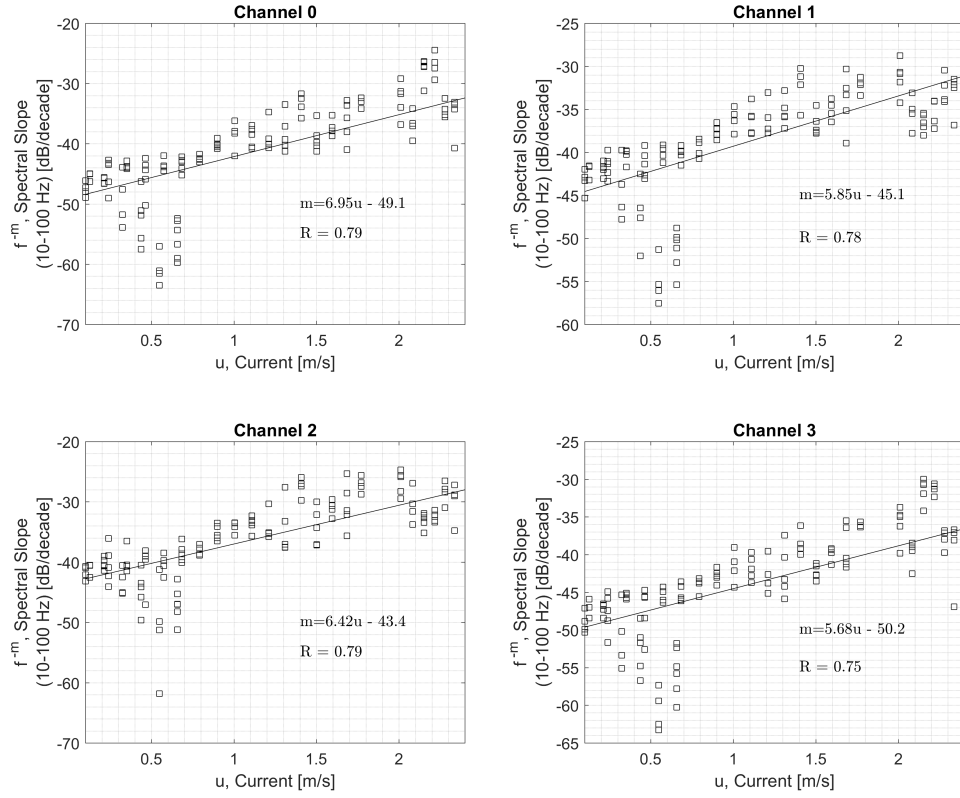 Channel 0
-20
-30
-40
-50
-60
-70
0.5
1
1.5
2
f-m, Spectral Slope
(10-100 Hz) [dB/decade]
u, Current [m/s]
m=6.95u - 49.1
R = 0.79
Channel 1
-25
-30
-35
-40
-45
-50
-55
-60
0.5
1
1.5
2
f-m, Spectral Slope
(10-100 Hz) [dB/decade]
u, Current [m/s]
m=5.85u - 45.1
R = 0.78
Channel 2
-20
-30
-40
-50
-60
-70
0.5
1
1.5
2
f-m, Spectral Slope
(10-100 Hz) [dB/decade]
u, Current [m/s]
m=6.42u - 43.4
R = 0.79
Channel 3
-25
-30
-35
-40
-45
-50
-55
-60
-65
0.5
1
1.5
2
f-m, Spectral Slope
(10-100 Hz) [dB/decade]
u, Current [m/s]
m=5.68u - 50.2
R = 0.75